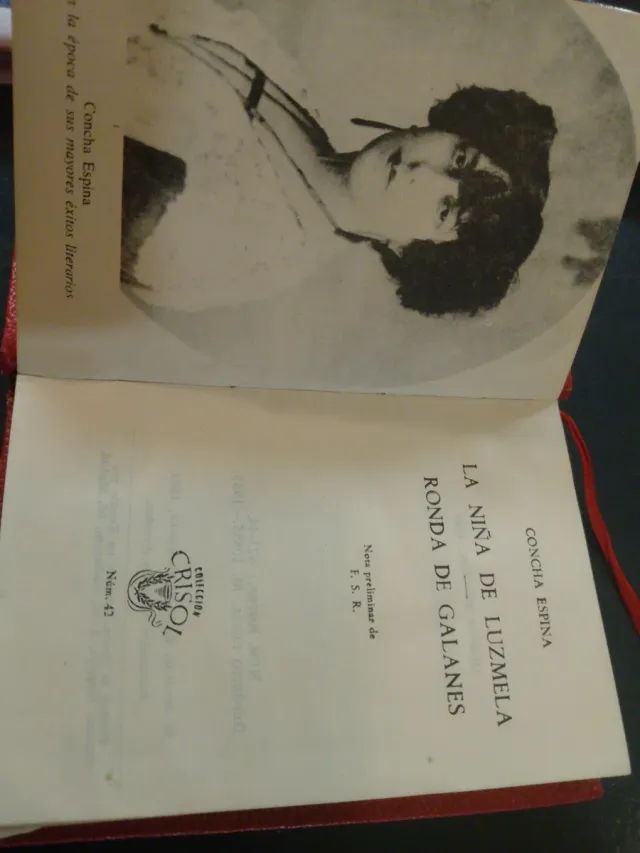 Concha Espina
la época de sus mayores éxitos literarios
CONCHA ESPINA
LA NIÑA DE LUZMELA
RONDA DE GALANES
Nota preliminar de
F. S. R.
COLECCIÓN
CRISOL
Núm. 42